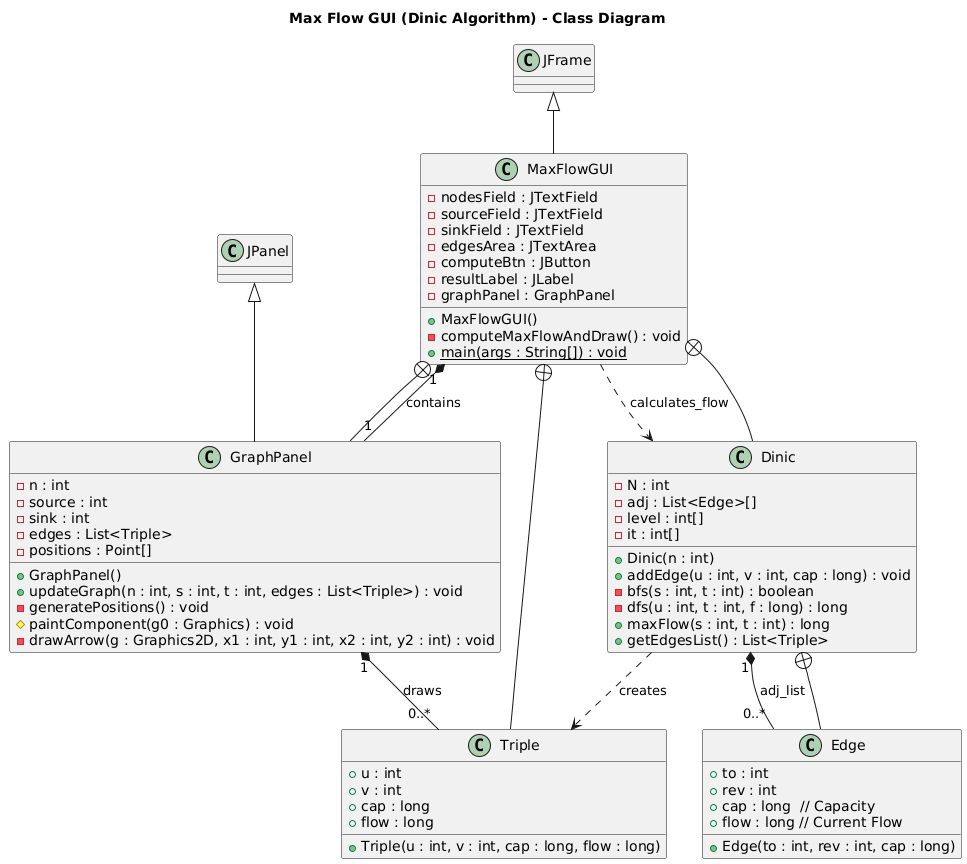 Max Flow GUI (Dinic Algorithm) - Class Diagram
C JFrame
C MaxFlowGUI
nodesField : JTextField
sourceField : JTextField
sinkField : JTextField
edgesArea : JTextArea
computeBtn : JButton
resultLabel : JLabel
graphPanel : GraphPanel
MaxFlowGUI()
computeMaxFlowAndDraw() : void
main(args : String[]) : void
C JPanel
1
contains
1
calculates_flow
C GraphPanel
n : int
source : int
sink : int
edges : List<Triple>
positions : Point[]
GraphPanel()
updateGraph(n : int, s : int, t : int, edges : List<Triple>) : void
generatePositions() : void
paintComponent(g0 : Graphics) : void
drawArrow(g : Graphics2D, x1 : int, y1 : int, x2 : int, y2 : int) : void
C Dinic
N : int
adj : List<Edge>[]
level : int[]
it : int[]
Dinic(n : int)
addEdge(u : int, v : int, cap : long) : void
bfs(s : int, t : int) : boolean
dfs(u : int, t : int, f : long) : long
maxFlow(s : int, t : int) : long
getEdgesList() : List<Triple>
1
draws
0..*
creates
1
adj_list
0..*
C Triple
u : int
v : int
cap : long
flow : long
Triple(u : int, v : int, cap : long, flow : long)
C Edge
to : int
rev : int
cap : long // Capacity
flow : long // Current Flow
Edge(to : int, rev : int, cap : long)